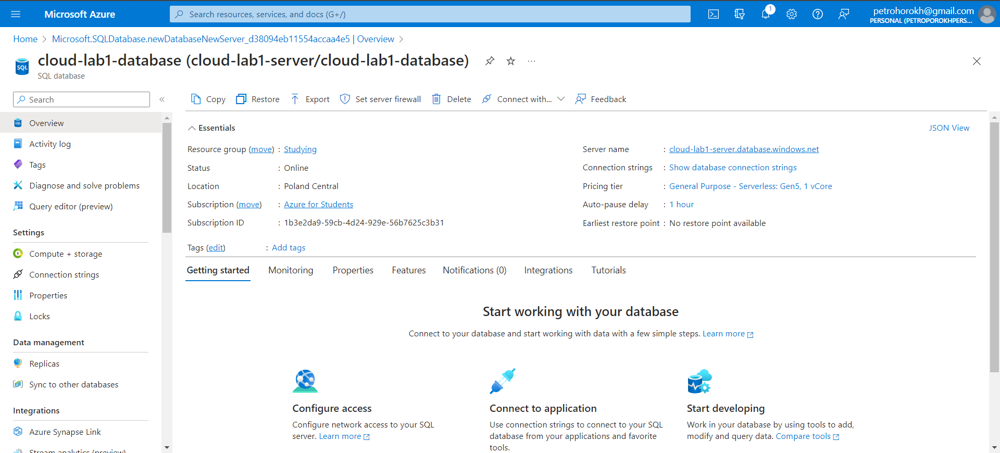 Microsoft Azure
Search resources, services, and docs (G+/)
1
petrohorokh@gmail.com
PERSONAL (PETROPOROKHPERS...
Home > Microsoft.SQLDatabase.newDatabaseNewServer_d38094eb11554accaa4e5 | Overview >
SQL
cloud-lab1-database (cloud-lab1-server/cloud-lab1-database)
SQL database
Search
«
Copy Restore Export Set server firewall Delete Connect with... Feedback
Overview
Activity log
Tags
Diagnose and solve problems
Query editor (preview)
Settings
Compute + storage
Connection strings
Properties
Locks
Data management
Replicas
Sync to other databases
Integrations
Azure Synapse Link
Stream analytics (preview)
Essentials
JSON View
Resource group (move) : Studying
Status : Online
Location : Poland Central
Subscription (move) : Azure for Students
Subscription ID : 1b3e2da9-59cb-4d24-929e-56b7625c3b31
Server name : cloud-lab1-server.database.windows.net
Connection strings : Show database connection strings
Pricing tier : General Purpose - Serverless: Gen5, 1 vCore
Auto-pause delay : 1 hour
Earliest restore point : No restore point available
Tags (edit) : Add tags
Getting started Monitoring Properties Features Notifications (0) Integrations Tutorials
Start working with your database
Connect to your database and start working with data with a few simple steps. Learn more
Configure access
Configure network access to your SQL
server. Learn more
Connect to application
Use connection strings to connect to your SQL
database from your applications and favorite
tools.
Start developing
Work in your database by using tools to add,
modify and query data. Compare tools